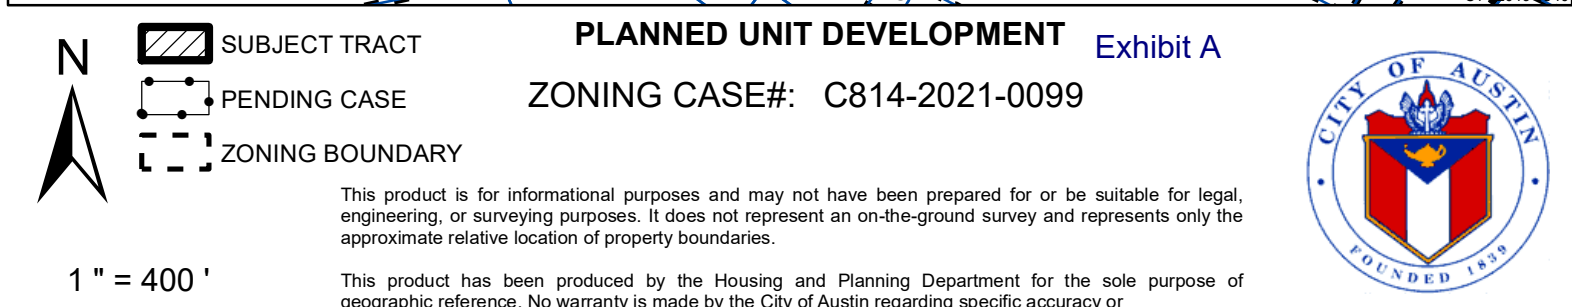 PLANNED UNIT DEVELOPMENT
Exhibit A
N
SUBJECT TRACT
PENDING CASE
ZONING CASE#: C814-2021-0099
ZONING BOUNDARY
CITY OF AUSTIN
FOUNDED 1839
This product is for informational purposes and may not have been prepared for or be suitable for legal,
engineering, or surveying purposes. It does not represent an on-the-ground survey and represents only the
approximate relative location of property boundaries.
1 " = 400 '
This product has been produced by the Housing and Planning Department for the sole purpose of
geographic reference. No warranty is made by the City of Austin regarding specific accuracy or